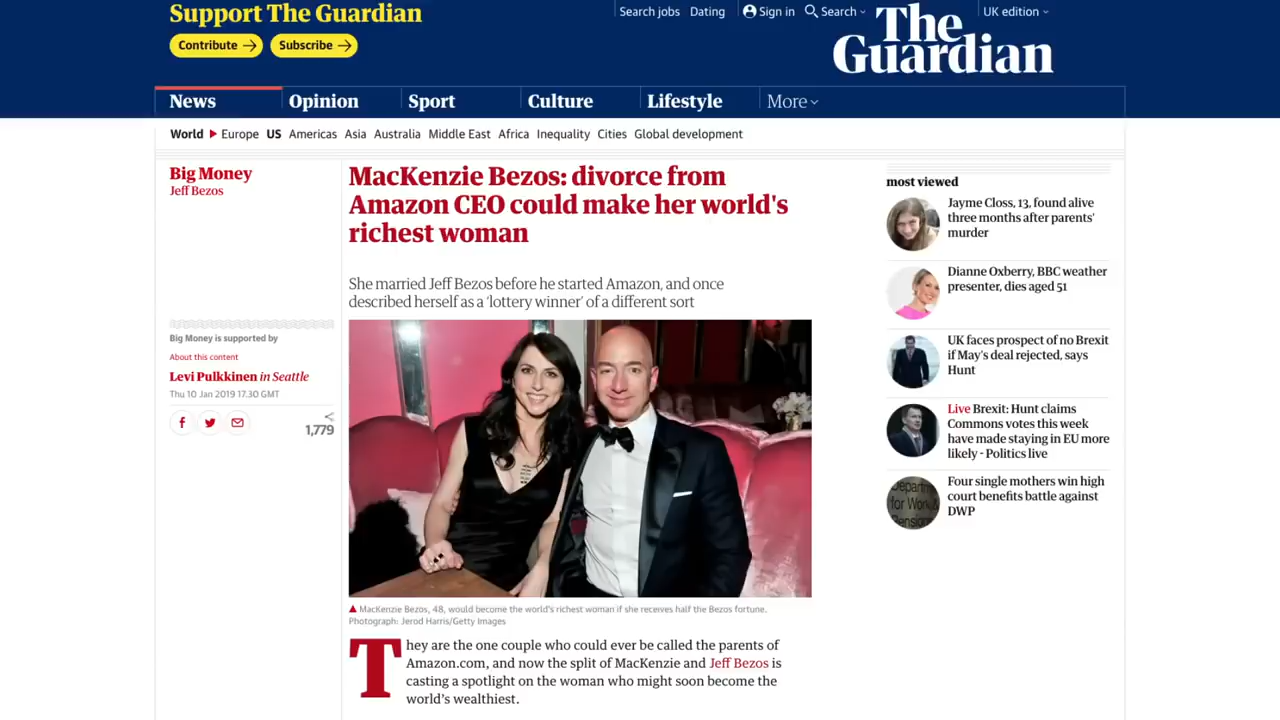 Support The Guardian
Contribute →
Subscribe →
Search jobs
Dating
Sign in
Search
The
Guardian
UK edition
News
Opinion
Sport
Culture
Lifestyle
More
World
Europe
US
Americas
Asia
Australia
Middle East
Africa
Inequality
Cities
Global development
Big Money
Jeff Bezos
Big Money is supported by
About this content
Levi Pulkkinen in Seattle
Thu 10 Jan 2019 17.30 GMT
1,779
MacKenzie Bezos: divorce from
Amazon CEO could make her world's
richest woman
She married Jeff Bezos before he started Amazon, and once
described herself as a ‘lottery winner’ of a different sort
MacKenzie Bezos, 48, would become the world's richest woman if she receives half the Bezos fortune.
Photograph: Jerod Harris/Getty Images
They are the one couple who could ever be called the parents of
Amazon.com, and now the split of MacKenzie and Jeff Bezos is
casting a spotlight on the woman who might soon become the
world’s wealthiest.
most viewed
Jayme Closs, 13, found alive
three months after parents'
murder
Dianne Oxberry, BBC weather
presenter, dies aged 51
UK faces prospect of no Brexit
if May's deal rejected, says
Hunt
Live Brexit: Hunt claims
Commons votes this week
have made staying in EU more
likely - Politics live
Four single mothers win high
court benefits battle against
DWP